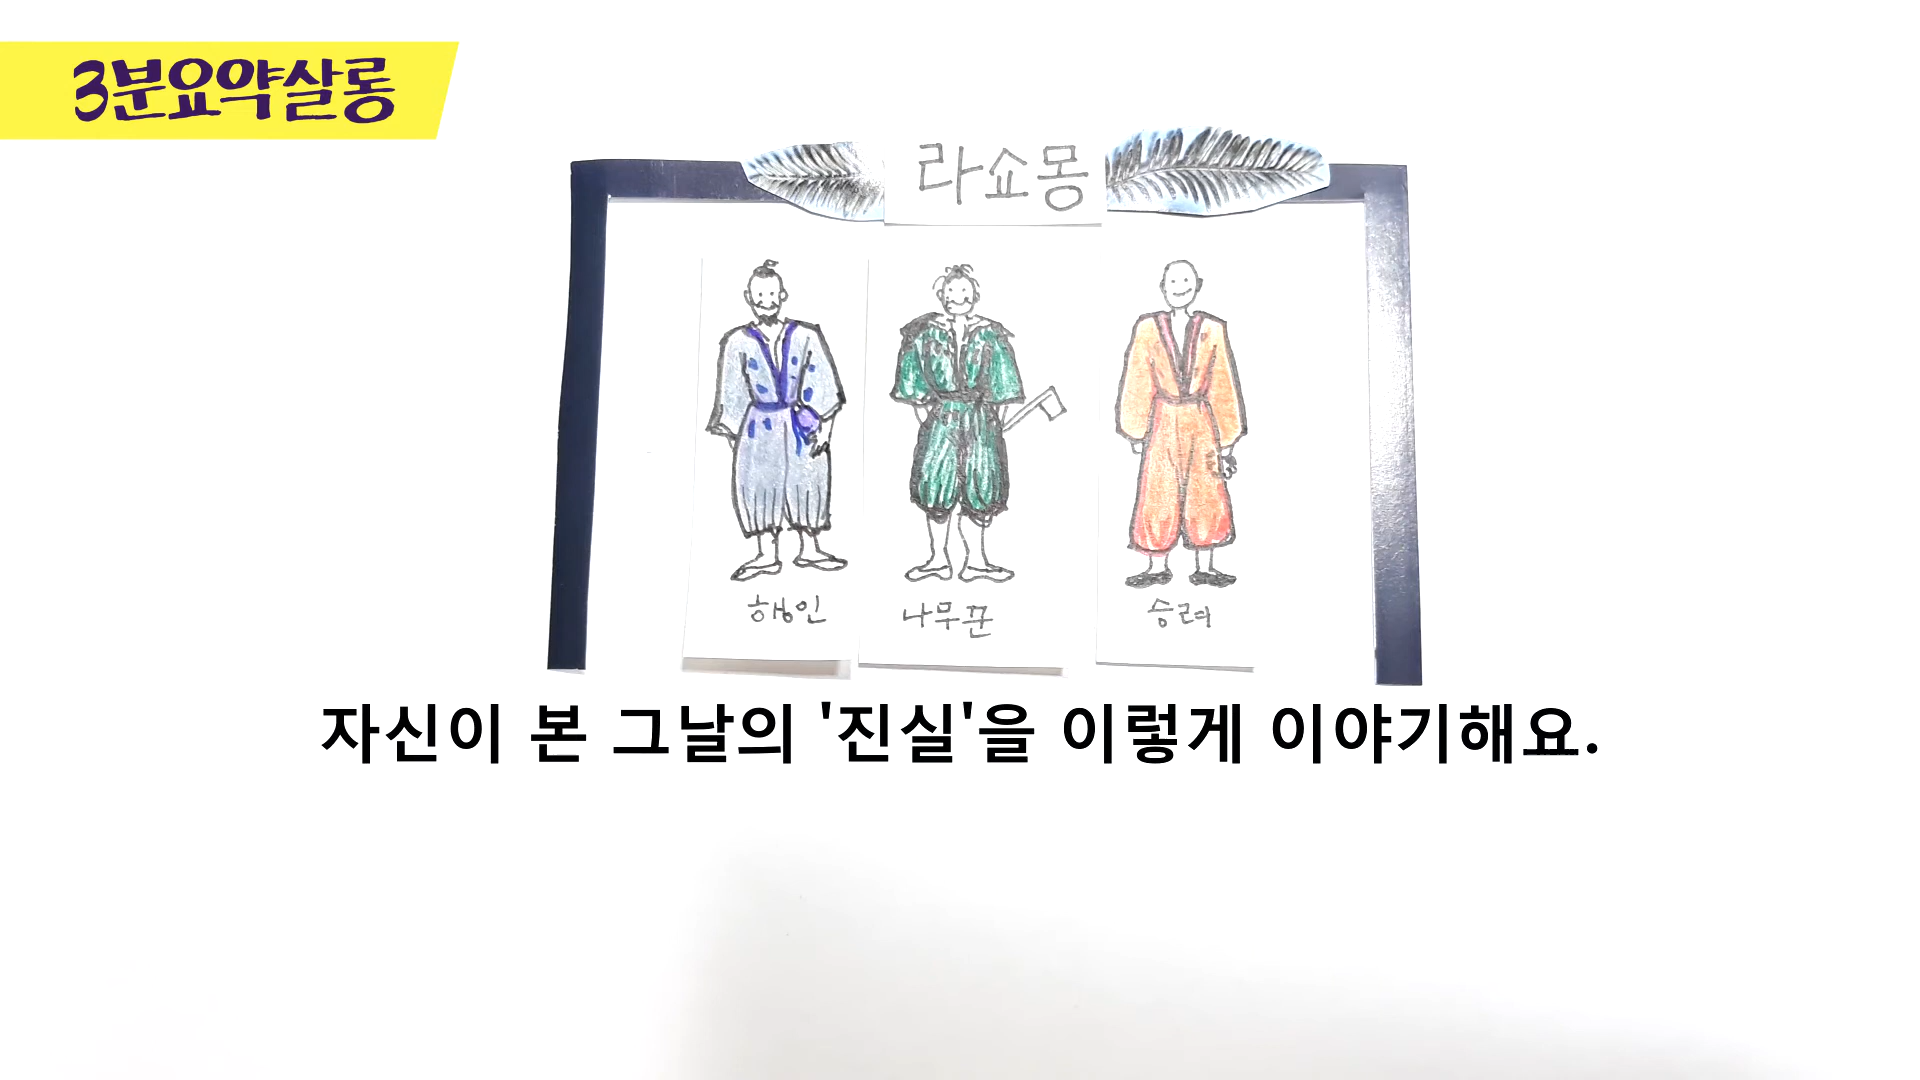 3분요약살롱
라쇼몽
행인
나무꾼
승려
자신이 본 그날의 '진실'을 이렇게 이야기해요.